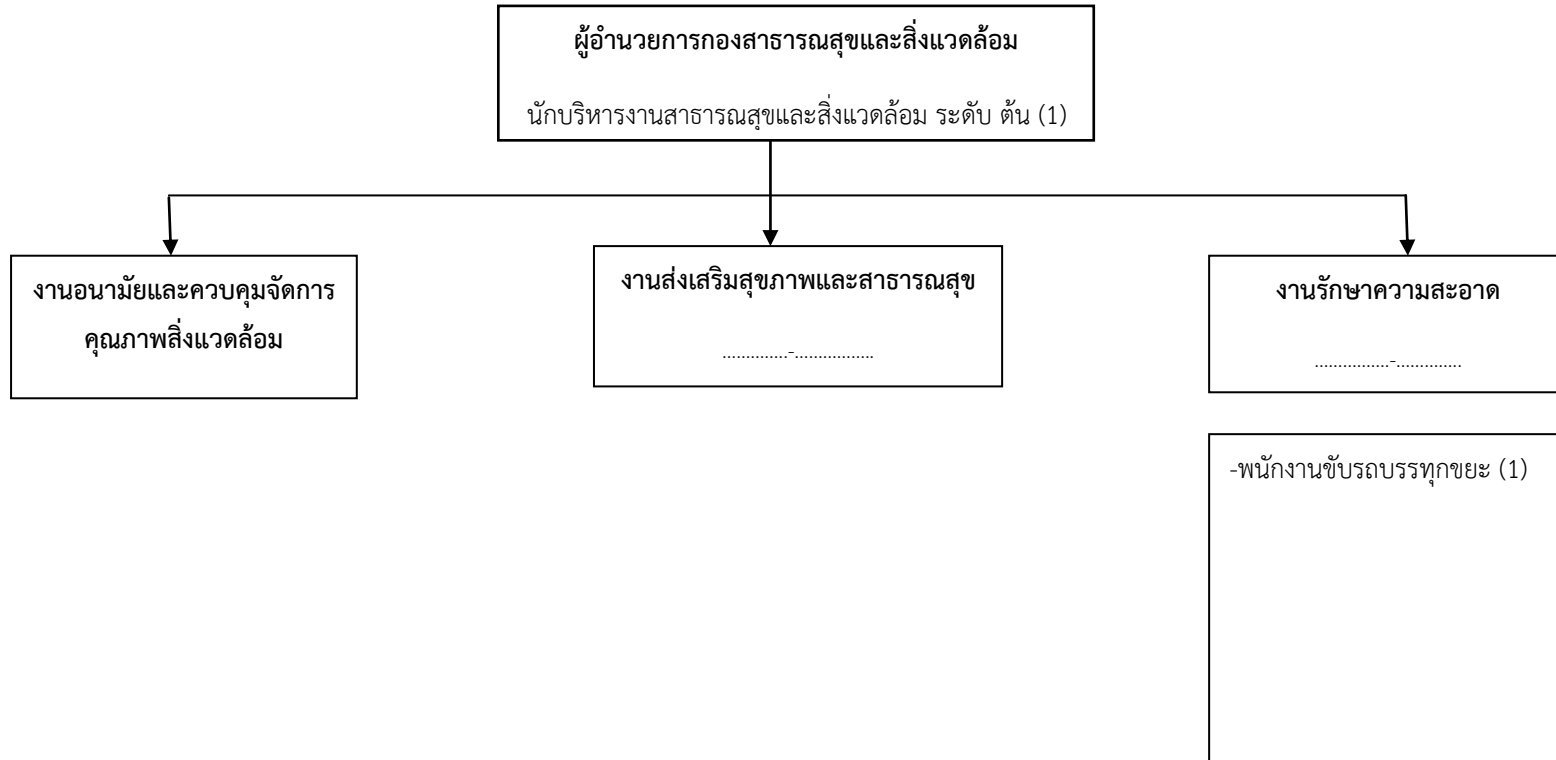 ผู้อำนวยการกองสาธารณสุขและสิ่งแวดล้อม
นักบริหารงานสาธารณสุขและสิ่งแวดล้อม ระดับ ต้น (1)
งานอนามัยและควบคุมจัดการ
คุณภาพสิ่งแวดล้อม
งานส่งเสริมสุขภาพและสาธารณสุข
..............-................
งานรักษาความสะอาด
................-..............
-พนักงานขับรถบรรทุกขยะ (1)